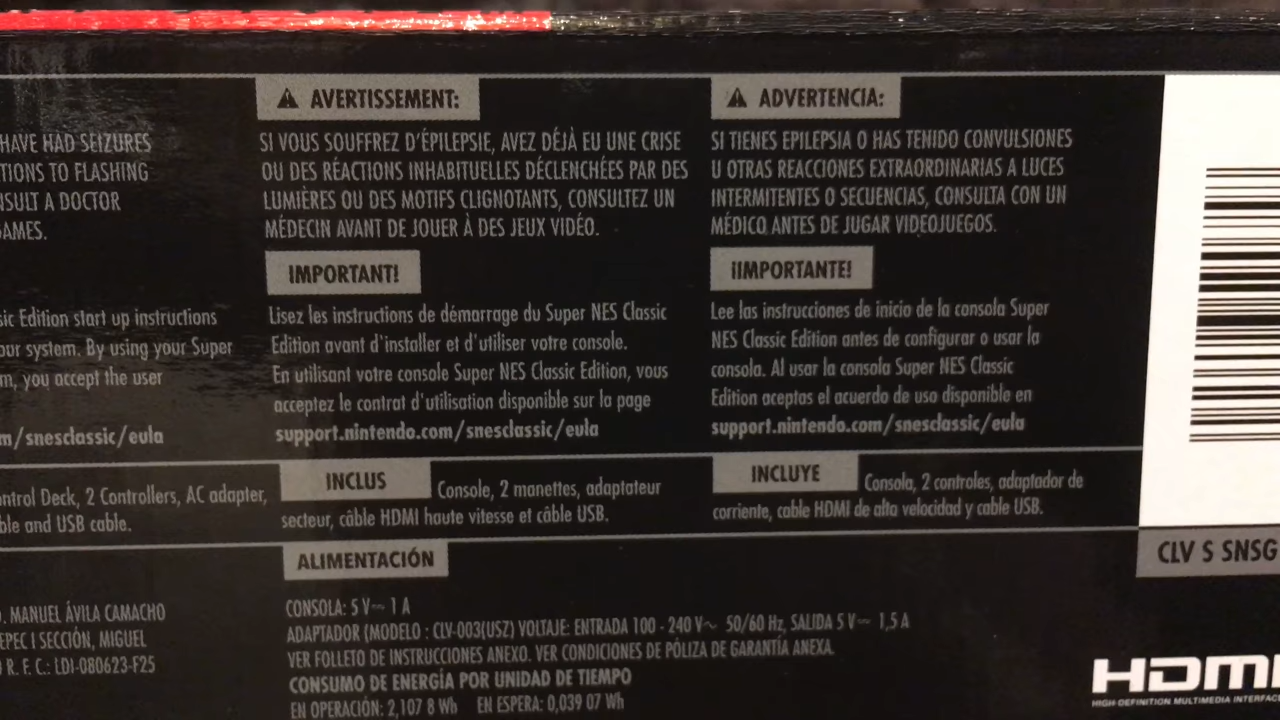 HAVE HAD SEIZURES
TIONS TO FLASHING
SULT A DOCTOR
AMES.
sic Edition start up instructions
our system. By using your Super
m, you accept the user
m/snesclassic/eula
ntrol Deck, 2 Controllers, AC adapter,
ble and USB cable.
. MANUEL ÁVILA CAMACHO
EPEC I SECCIÓN, MIGUEL
R. F. C.: LDI-080623-F25
AVERTISSEMENT:
SI VOUS SOUFFREZ D'ÉPILEPSIE, AVEZ DÉJÀ EU UNE CRISE
OU DES RÉACTIONS INHABITUELLES DÉCLENCHÉES PAR DES
LUMIÈRES OU DES MOTIFS CLIGNOTANTS, CONSULTEZ UN
MÉDECIN AVANT DE JOUER À DES JEUX VIDÉO.
IMPORTANT!
Lisez les instructions de démarrage du Super NES Classic
Edition avant d'installer et d'utiliser votre console.
En utilisant votre console Super NES Classic Edition, vous
acceptez le contrat d'utilisation disponible sur la page
support.nintendo.com/snesclassic/eula
INCLUS Console, 2 manettes, adaptateur
secteur, câble HDMI haute vitesse et câble USB.
ADVERTENCIA:
SI TIENES EPILEPSIA O HAS TENIDO CONVULSIONES
U OTRAS REACCIONES EXTRAORDINARIAS A LUCES
INTERMITENTES O SECUENCIAS, CONSULTA CON UN
MÉDICO ANTES DE JUGAR VIDEOJUEGOS.
¡IMPORTANTE!
Lee las instrucciones de inicio de la consola Super
NES Classic Edition antes de configurar o usar la
consola. Al usar la consola Super NES Classic
Edition aceptas el acuerdo de uso disponible en
support.nintendo.com/snesclassic/eula
INCLUYE Consola, 2 controles, adaptador de
corriente, cable HDMI de alta velocidad y cable USB.
ALIMENTACIÓN
CONSOLA: 5 V⎓ 1 A
ADAPTADOR (MODELO : CLV-003(USZ) VOLTAJE: ENTRADA 100 - 240 V~ 50/60 Hz, SALIDA 5 V⎓ 1,5 A
VER FOLLETO DE INSTRUCCIONES ANEXO. VER CONDICIONES DE PÓLIZA DE GARANTÍA ANEXA.
CONSUMO DE ENERGÍA POR UNIDAD DE TIEMPO
EN OPERACIÓN: 2,107 8 Wh EN ESPERA: 0,039 07 Wh
CLV S SNSG
HDMI
HIGH-DEFINITION MULTIMEDIA INTERFACE